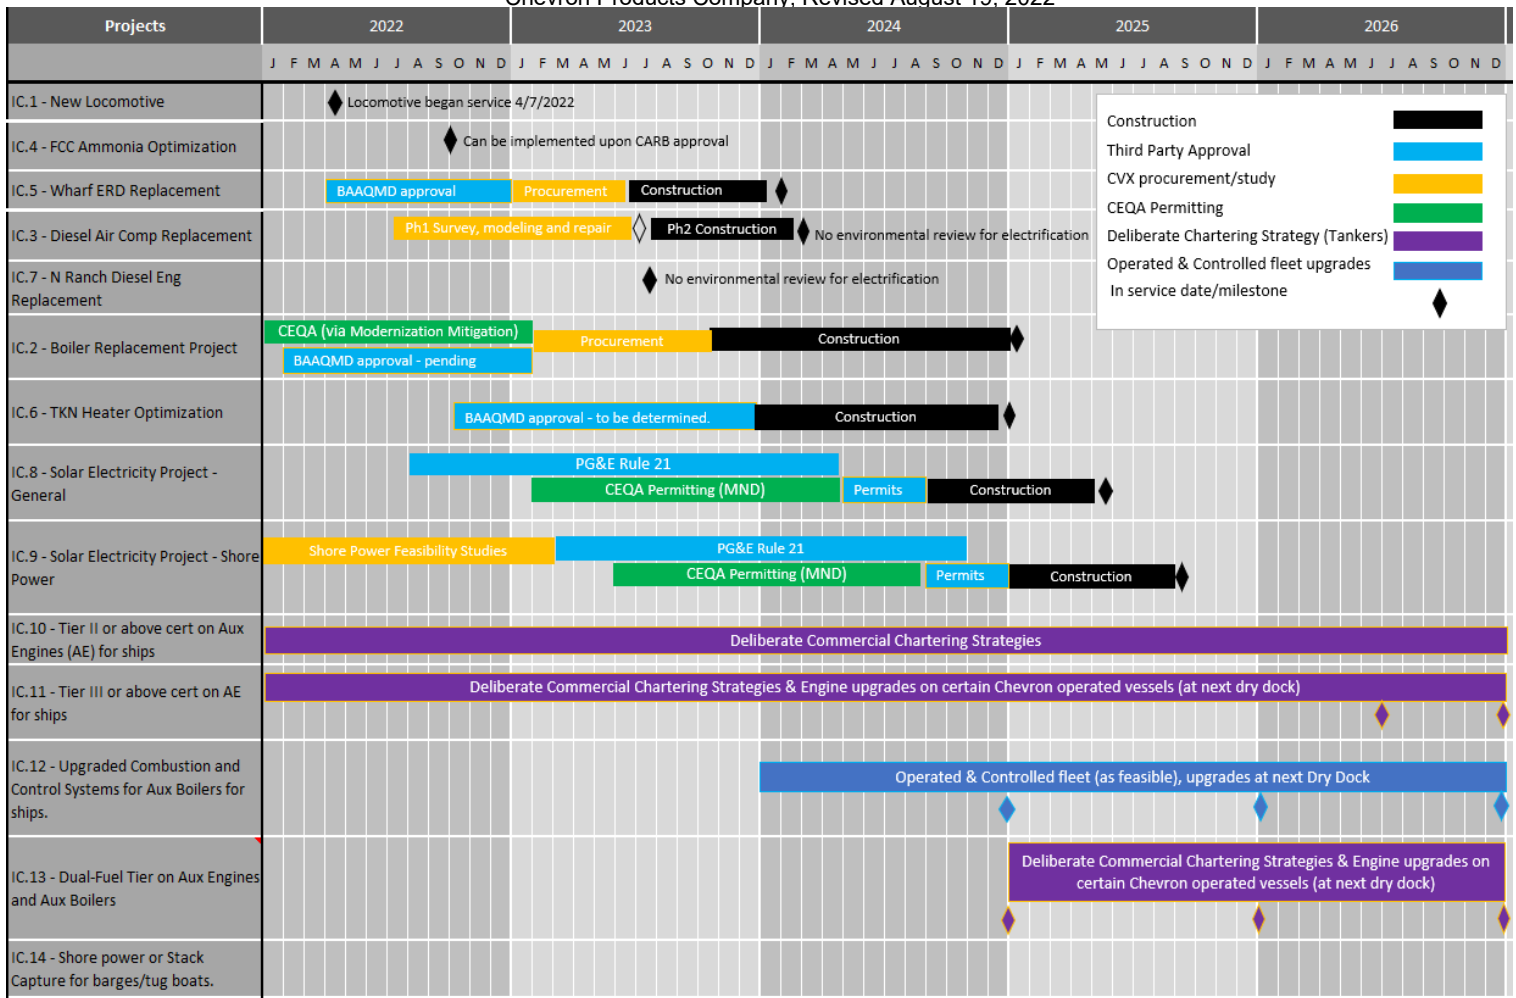 Chevron Products Company, Revised August 19, 2022
Projects 2022 2023 2024 2025 2026
J F M A M J J A S O N D J F M A M J J A S O N D J F M A M J J A S O N D J F M A M J J A S O N D J F M A M J J A S O N D
IC.1 - New Locomotive
Locomotive began service 4/7/2022
IC.4 - FCC Ammonia Optimization
Can be implemented upon CARB approval
IC.5 - Wharf ERD Replacement
BAAQMD approval
Procurement
Construction
IC.3 - Diesel Air Comp Replacement
Ph1 Survey, modeling and repair
Ph2 Construction
No environmental review for electrification
IC.7 - N Ranch Diesel Eng
Replacement
No environmental review for electrification
Construction
Third Party Approval
CVX procurement/study
CEQA Permitting
Deliberate Chartering Strategy (Tankers)
Operated & Controlled fleet upgrades
In service date/milestone
IC.2 - Boiler Replacement Project
CEQA (via Modernization Mitigation)
BAAQMD approval - pending
Procurement
Construction
IC.6 - TKN Heater Optimization
BAAQMD approval - to be determined.
Construction
IC.8 - Solar Electricity Project -
General
PG&E Rule 21
CEQA Permitting (MND)
Permits
Construction
IC.9 - Solar Electricity Project - Shore
Power
Shore Power Feasibility Studies
PG&E Rule 21
CEQA Permitting (MND)
Permits
Construction
IC.10 - Tier II or above cert on Aux
Engines (AE) for ships
Deliberate Commercial Chartering Strategies
IC.11 - Tier III or above cert on AE
for ships
Deliberate Commercial Chartering Strategies & Engine upgrades on certain Chevron operated vessels (at next dry dock)
IC.12 - Upgraded Combustion and
Control Systems for Aux Boilers for
ships.
Operated & Controlled fleet (as feasible), upgrades at next Dry Dock
IC.13 - Dual-Fuel Tier on Aux Engines
and Aux Boilers
Deliberate Commercial Chartering Strategies & Engine upgrades on
certain Chevron operated vessels (at next dry dock)
IC.14 - Shore power or Stack
Capture for barges/tug boats.